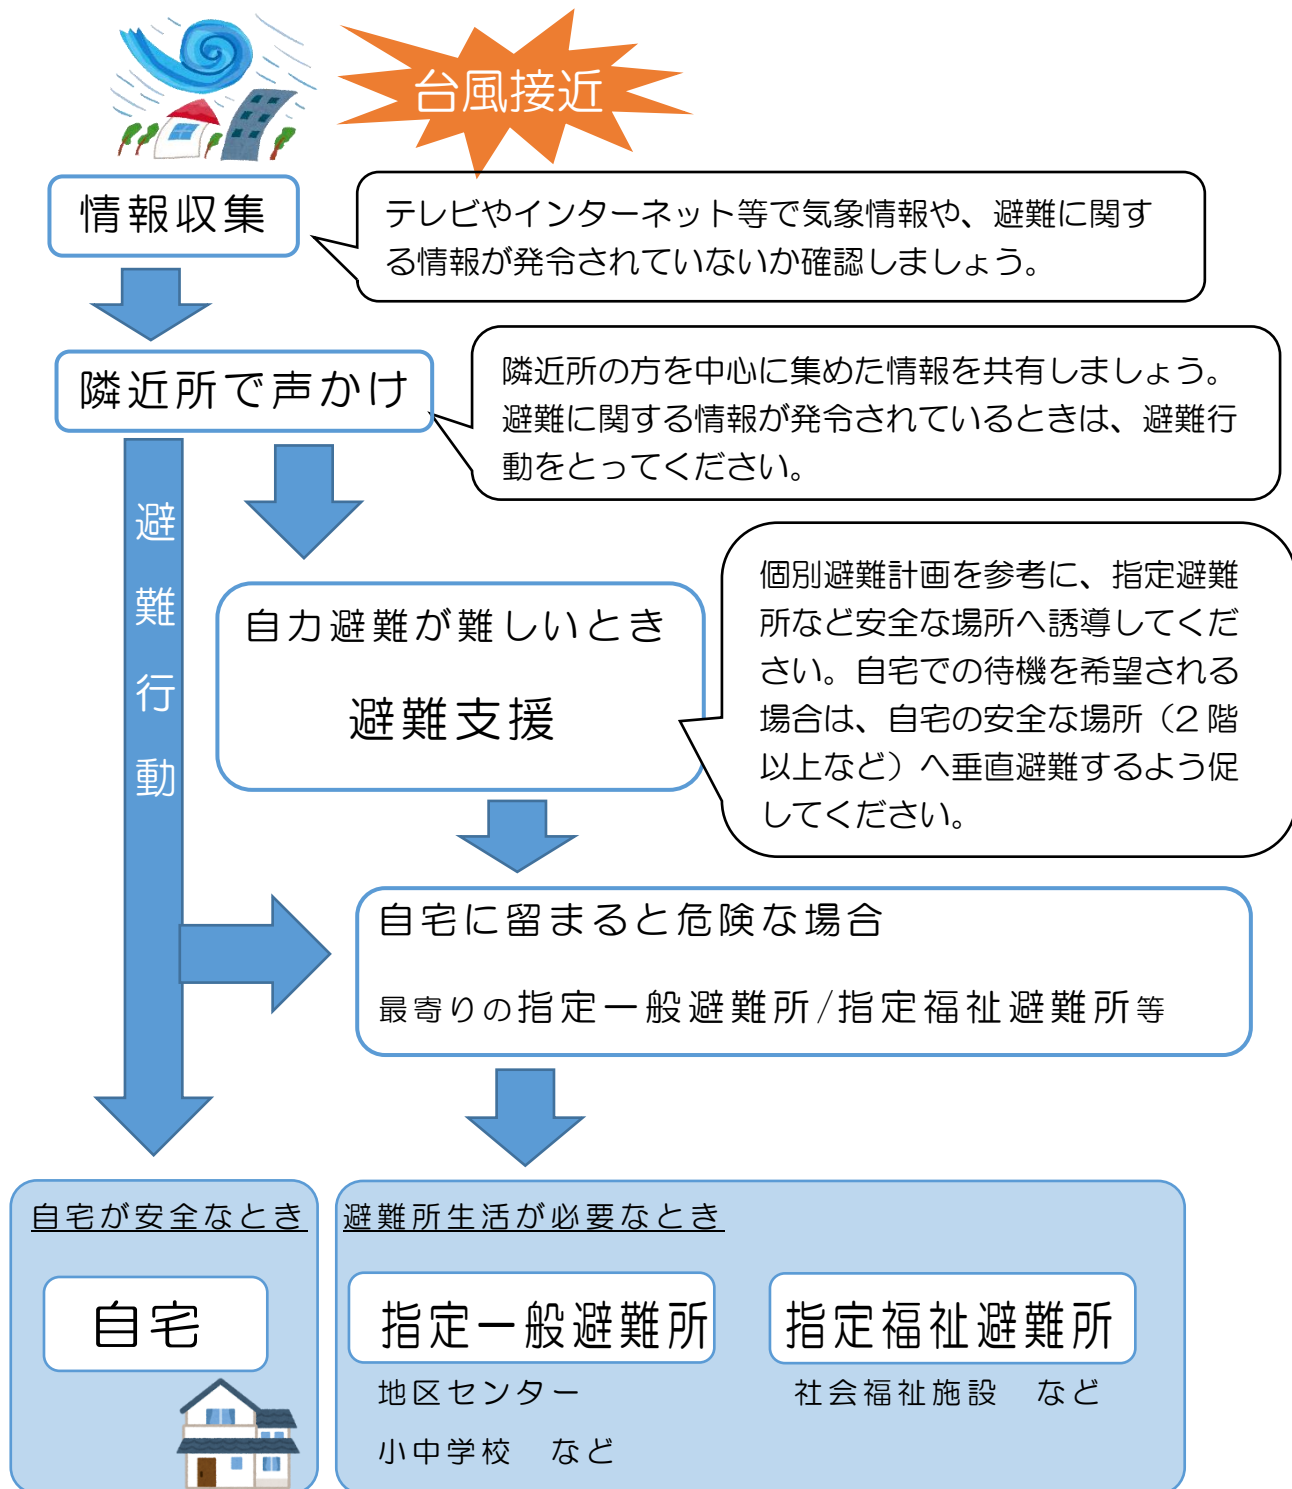 台風接近
情報収集
テレビやインターネット等で気象情報や、避難に関す
る情報が発令されていないか確認しましょう。
隣近所で声かけ
隣近所の方を中心に集めた情報を共有しましょう。
避難に関する情報が発令されているときは、避難行
動をとってください。
避難行動
自力避難が難しいとき
避難支援
個別避難計画を参考に、指定避難
所など安全な場所へ誘導してくだ
さい。自宅での待機を希望される
場合は、自宅の安全な場所（2 階
以上など）へ垂直避難するよう促
してください。
自宅に留まると危険な場合
最寄りの指定一般避難所/指定福祉避難所等
自宅が安全なとき
自宅
避難所生活が必要なとき
指定一般避難所
地区センター
小中学校　など
指定福祉避難所
社会福祉施設　など